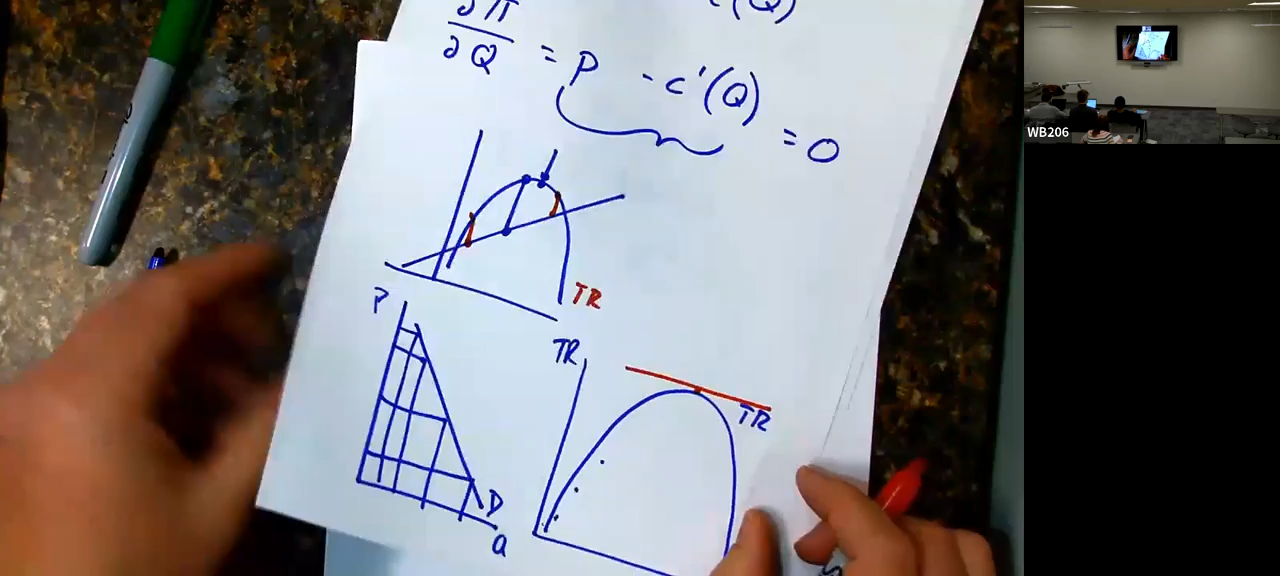 c(Q)
∂π/∂Q = P - c'(Q) = 0
TR
P
TR
TR
D
Q
WB206